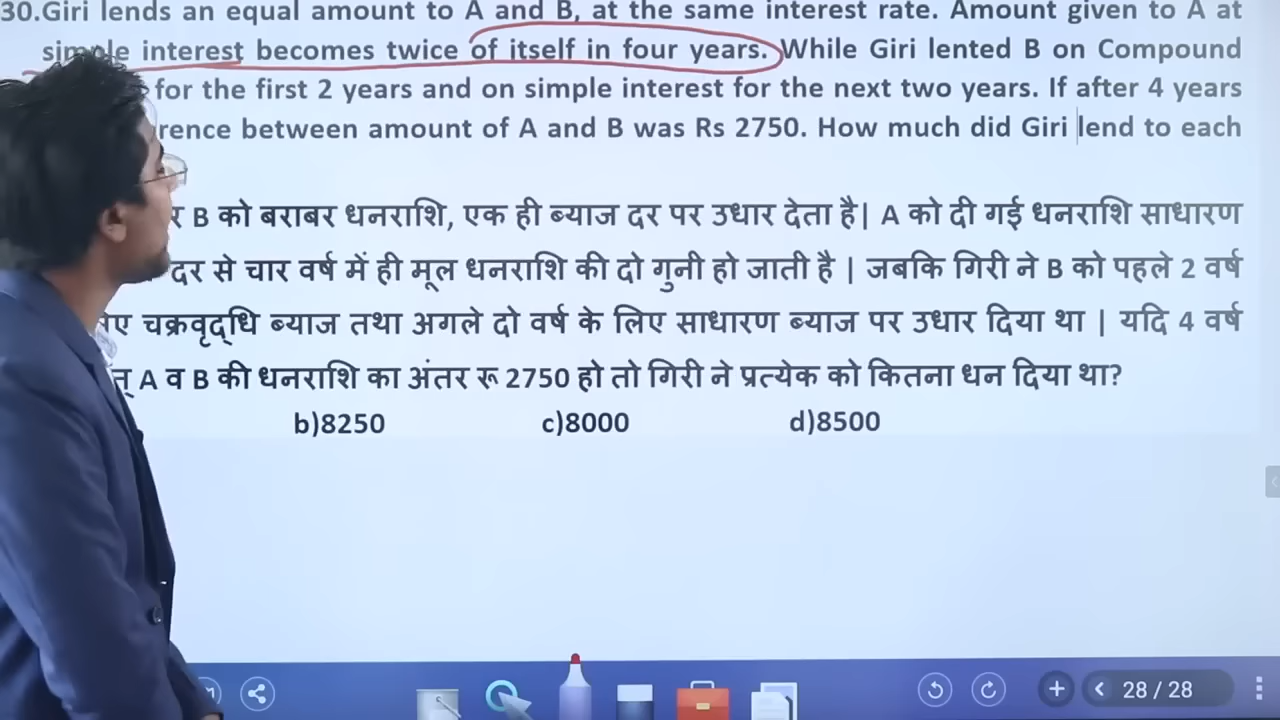 30.Giri lends an equal amount to A and B, at the same interest rate. Amount given to A at
simple interest becomes twice of itself in four years. While Giri lented B on Compound
for the first 2 years and on simple interest for the next two years. If after 4 years
rence between amount of A and B was Rs 2750. How much did Giri lend to each
र B को बराबर धनराशि, एक ही ब्याज दर पर उधार देता है| A को दी गई धनराशि साधारण
दर से चार वर्ष में ही मूल धनराशि की दो गुनी हो जाती है | जबकि गिरी ने B को पहले 2 वर्ष
िए चक्रवृद्धि ब्याज तथा अगले दो वर्ष के लिए साधारण ब्याज पर उधार दिया था | यदि 4 वर्ष
त् A व B की धनराशि का अंतर रू 2750 हो तो गिरी ने प्रत्येक को कितना धन दिया था?
b)8250 c)8000 d)8500
28 / 28